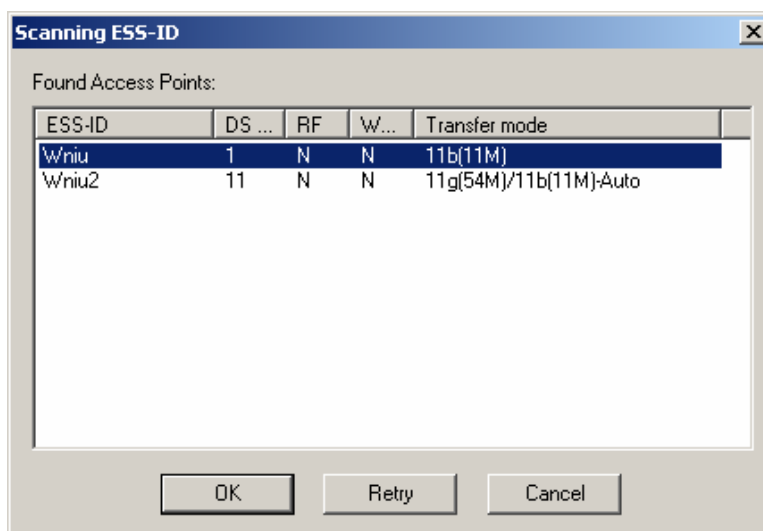 Scanning ESS-ID
Found Access Points:
ESS-ID DS ... RF W... Transfer mode
Wniu 1 N N 11b(11M)
Wniu2 11 N N 11g(54M)/11b(11M)-Auto
OK Retry Cancel